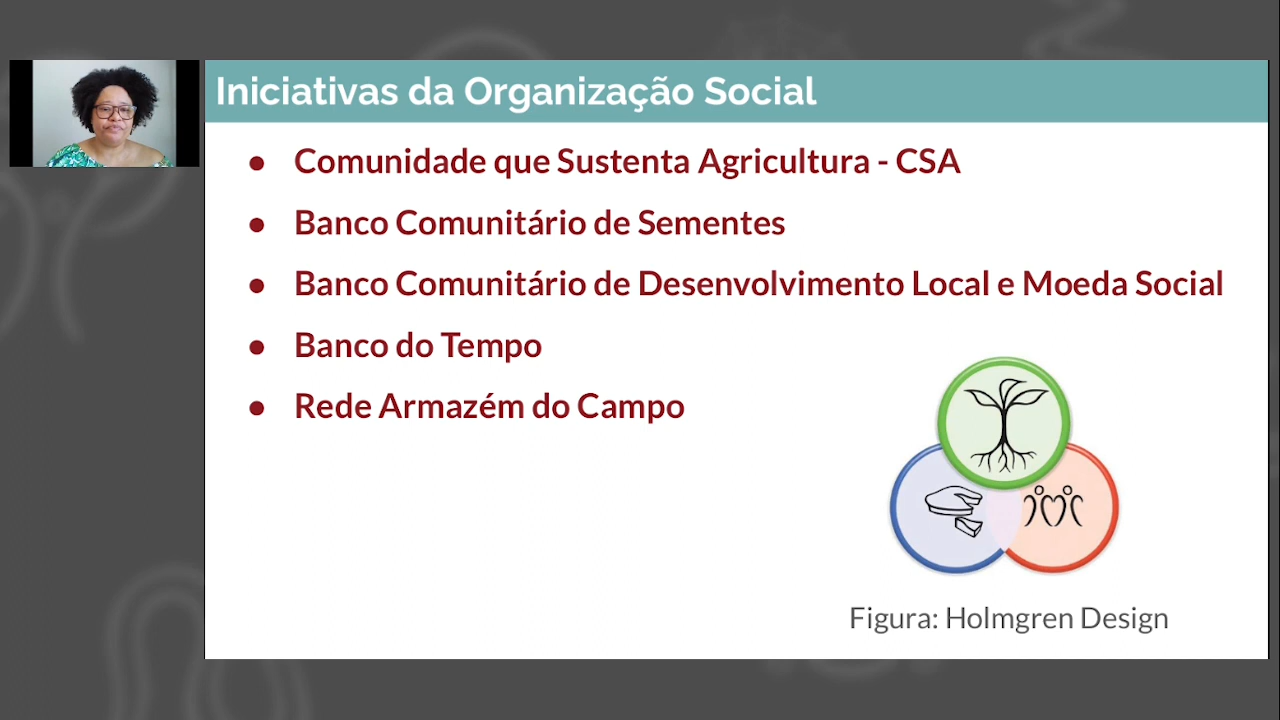 Iniciativas da Organização Social
● Comunidade que Sustenta Agricultura - CSA
● Banco Comunitário de Sementes
● Banco Comunitário de Desenvolvimento Local e Moeda Social
● Banco do Tempo
● Rede Armazém do Campo
Figura: Holmgren Design